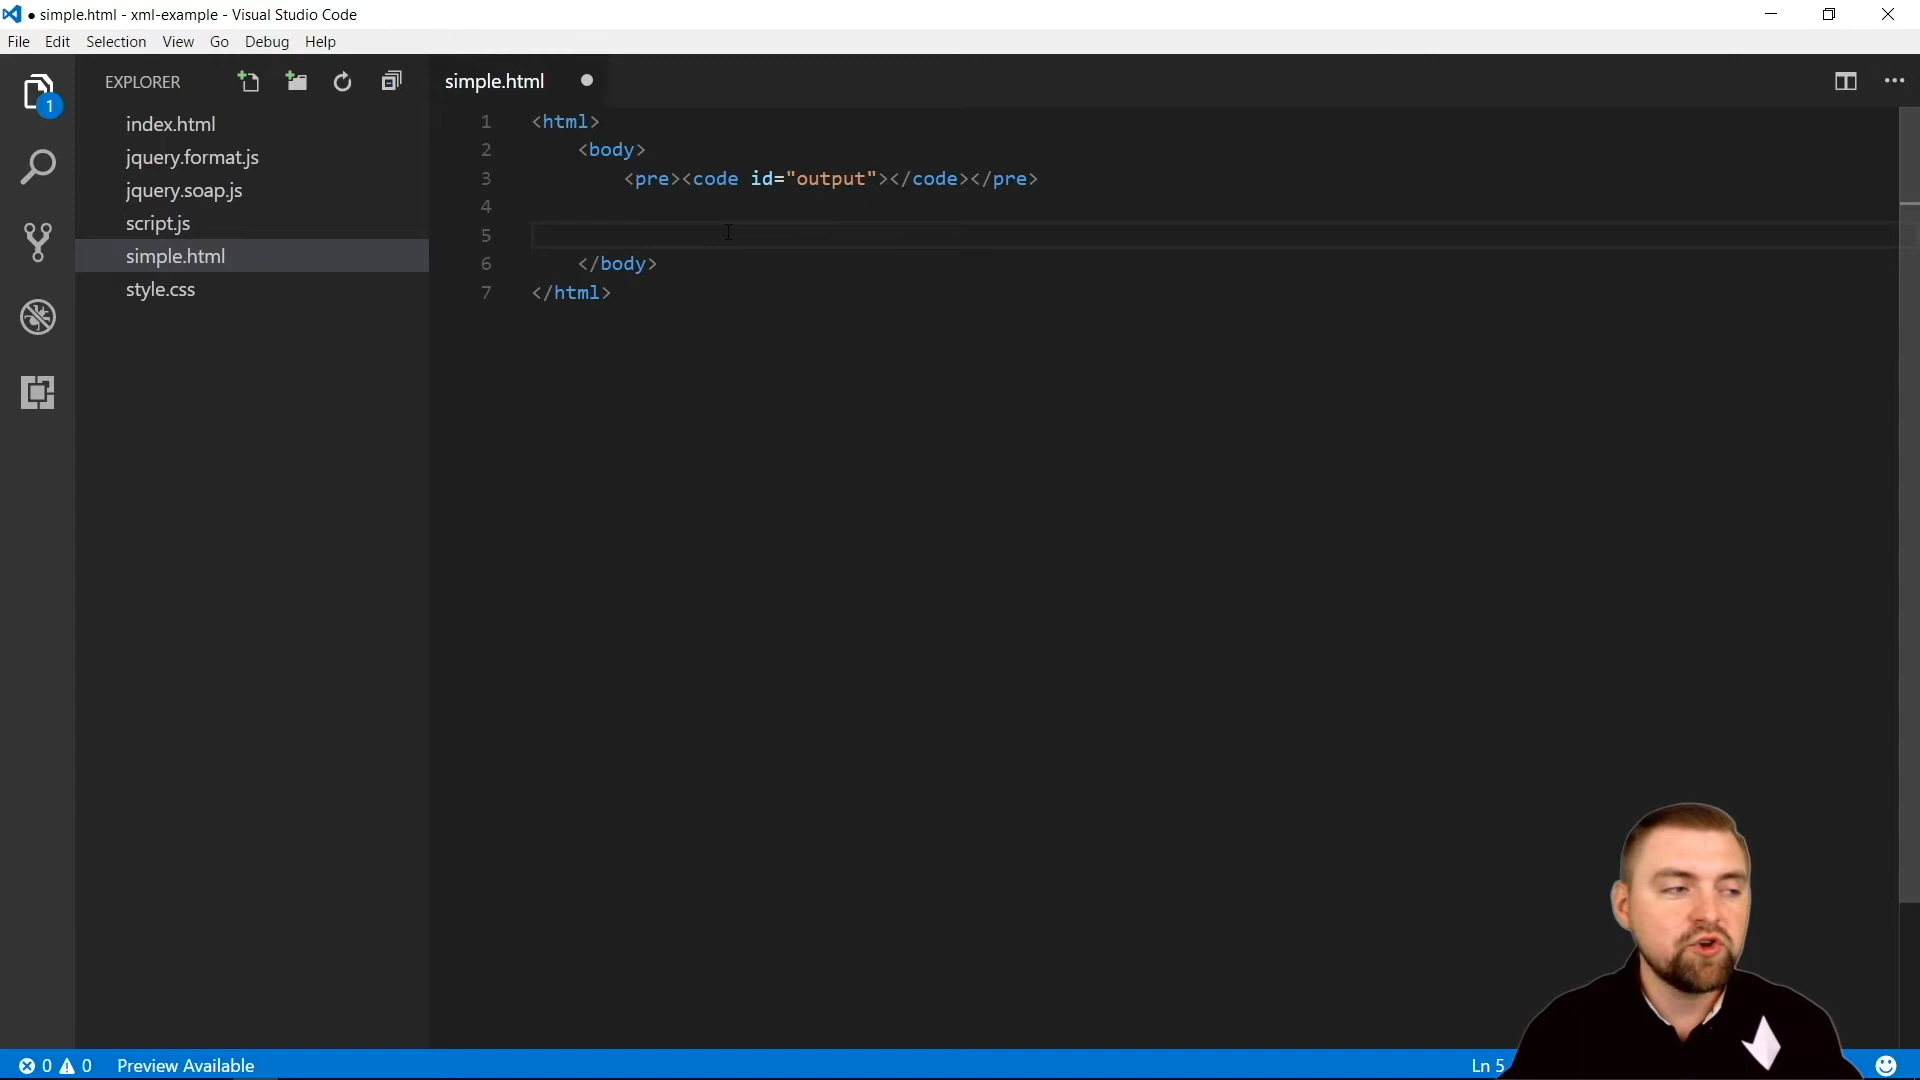 ● simple.html - xml-example - Visual Studio Code
File Edit Selection View Go Debug Help
EXPLORER
simple.html
1
index.html
jquery.format.js
jquery.soap.js
script.js
simple.html
style.css
1 <html>
2 <body>
3 <pre><code id="output"></code></pre>
4
5
6 </body>
7 </html>
0 0 Preview Available
Ln 5